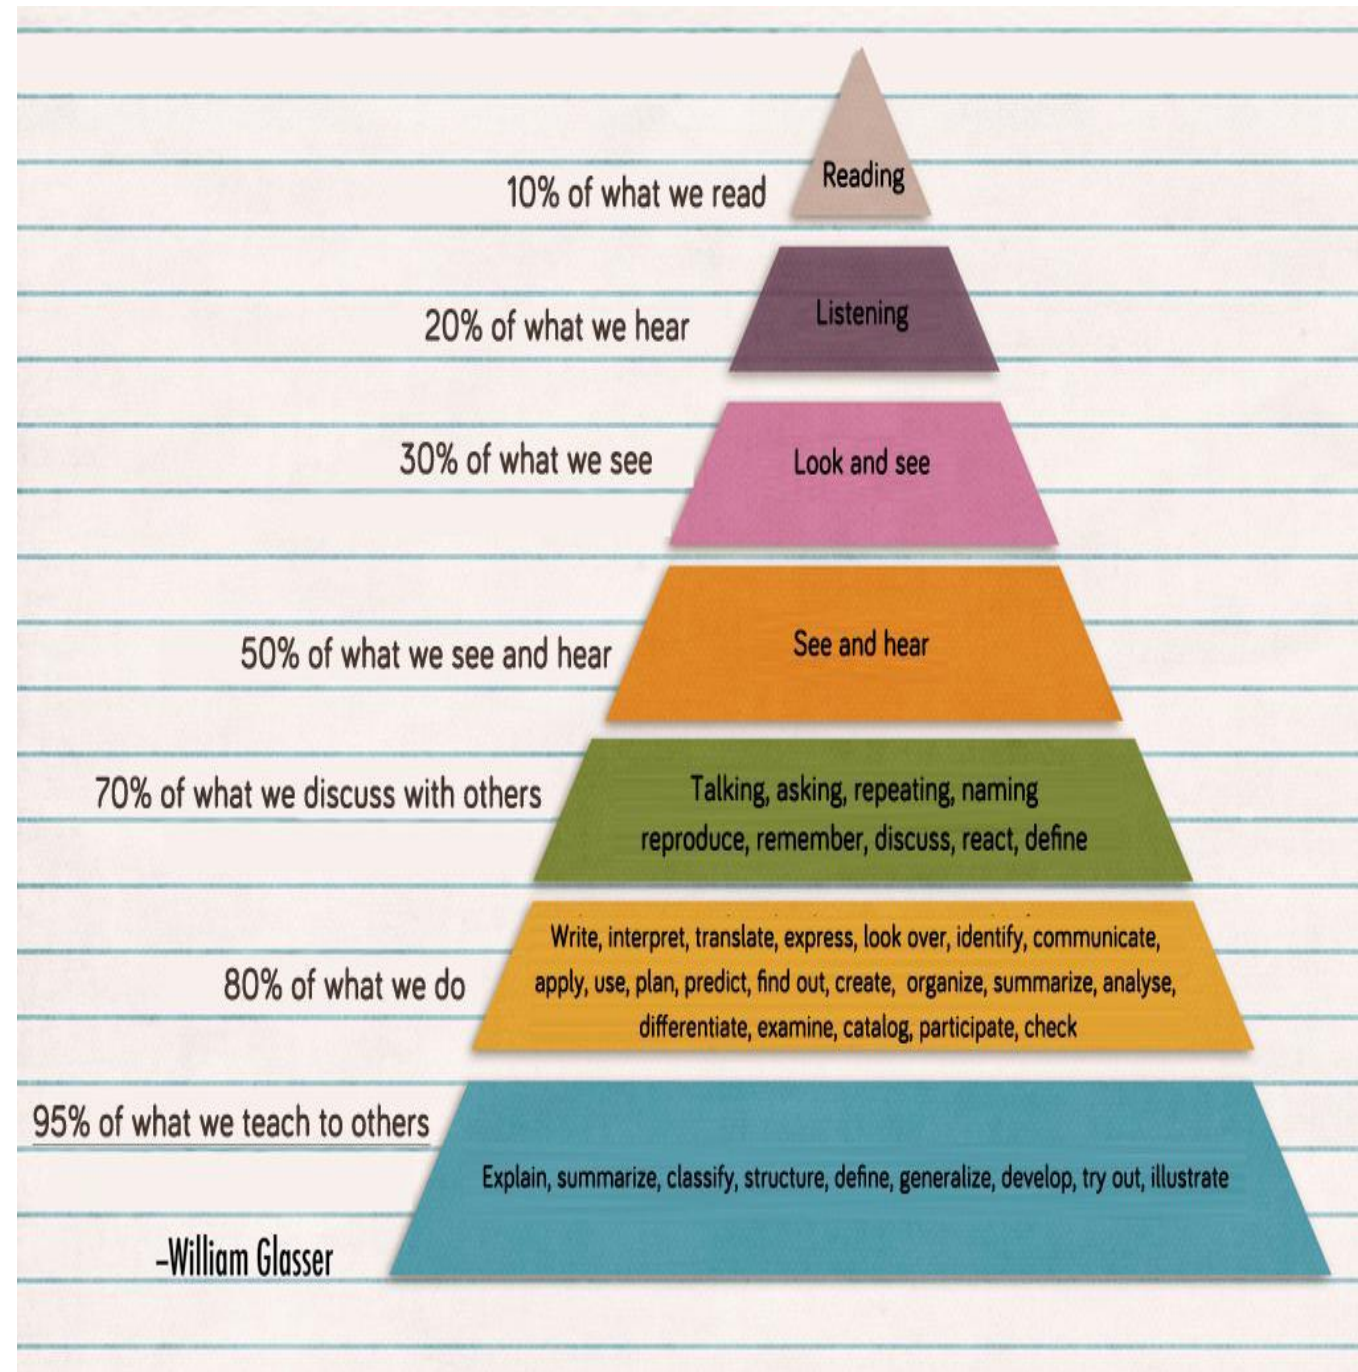 Reading
10% of what we read
Listening
20% of what we hear
30% of what we see
Look and see
50% of what we see and hear
See and hear
70% of what we discuss with others
Talking, asking, repeating, naming
reproduce, remember, discuss, react, define
80% of what we do
Write, interpret, translate, express, look over, identify, communicate,
apply, use, plan, predict, find out, create, organize, summarize, analyse,
differentiate, examine, catalog, participate, check
95% of what we teach to others
Explain, summarize, classify, structure, define, generalize, develop, try out, illustrate
–William Glasser